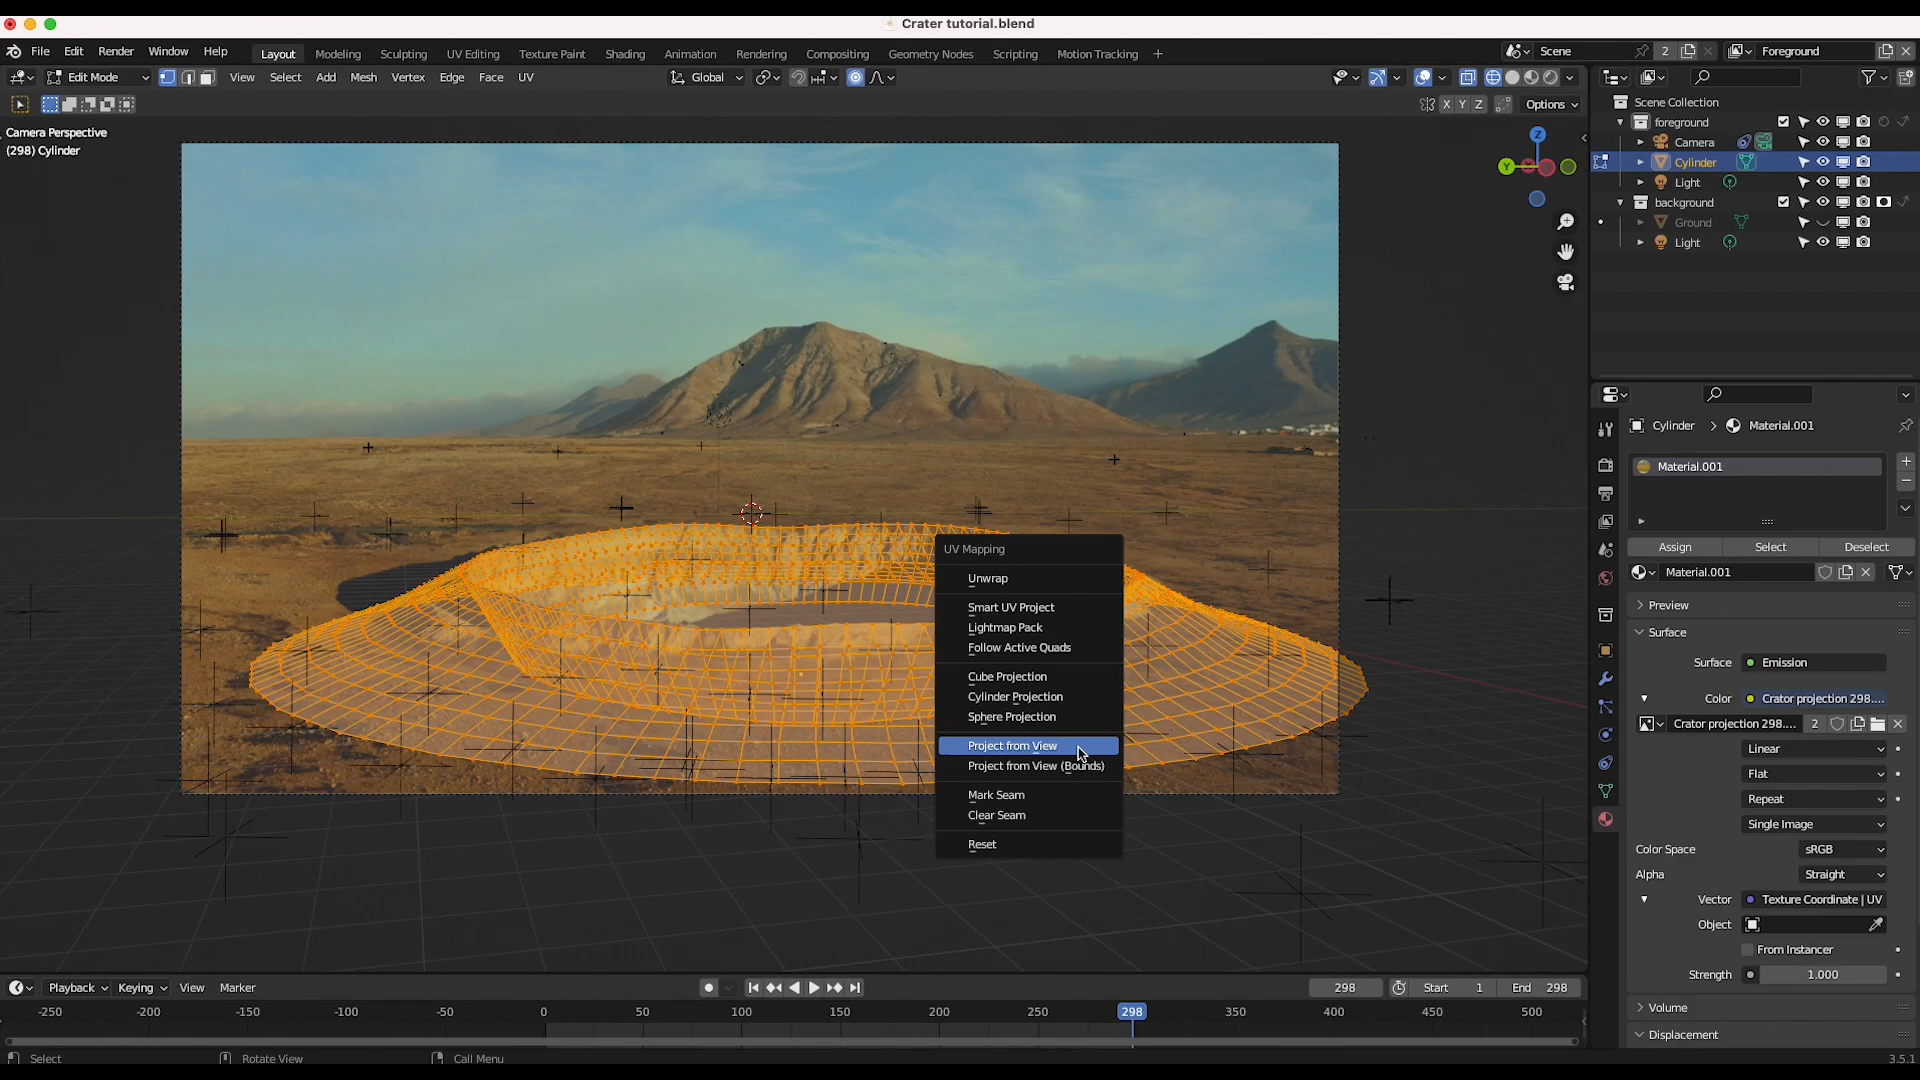 Crater tutorial.blend
File Edit Render Window Help Layout Modeling Sculpting UV Editing Texture Paint Shading Animation Rendering Compositing Geometry Nodes Scripting Motion Tracking + Scene 2 Foreground
Edit Mode View Select Add Mesh Vertex Edge Face UV Global
X Y Z Options
Camera Perspective
(298) Cylinder
Z
Y
Scene Collection
foreground
Camera
Cylinder
Light
background
Ground
Light
UV Mapping
Unwrap
Smart UV Project
Lightmap Pack
Follow Active Quads
Cube Projection
Cylinder Projection
Sphere Projection
Project from View
Project from View (Bounds)
Mark Seam
Clear Seam
Reset
Cylinder > Material.001
Material.001
Assign Select Deselect
Material.001
Preview
Surface
Surface Emission
Color Crator projection 298....
Crator projection 298.... 2
Linear
Flat
Repeat
Single Image
Color Space sRGB
Alpha Straight
Vector Texture Coordinate | UV
Object
From Instancer
Strength 1.000
Volume
Displacement
Playback Keying View Marker 298 Start 1 End 298
-250 -200 -150 -100 -50 0 50 100 150 200 250 298 350 400 450 500
Select Rotate View Call Menu 3.5.1